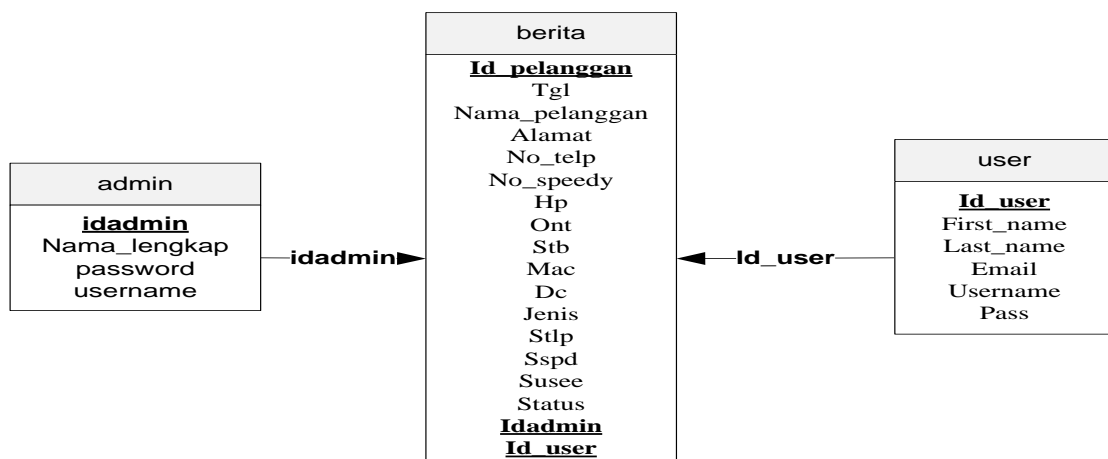 admin
idadmin
Nama_lengkap
password
username
idadmin
berita
Id_pelanggan
Tgl
Nama_pelanggan
Alamat
No_telp
No_speedy
Hp
Ont
Stb
Mac
Dc
Jenis
Stlp
Sspd
Susee
Status
Idadmin
Id_user
Id_user
user
Id_user
First_name
Last_name
Email
Username
Pass